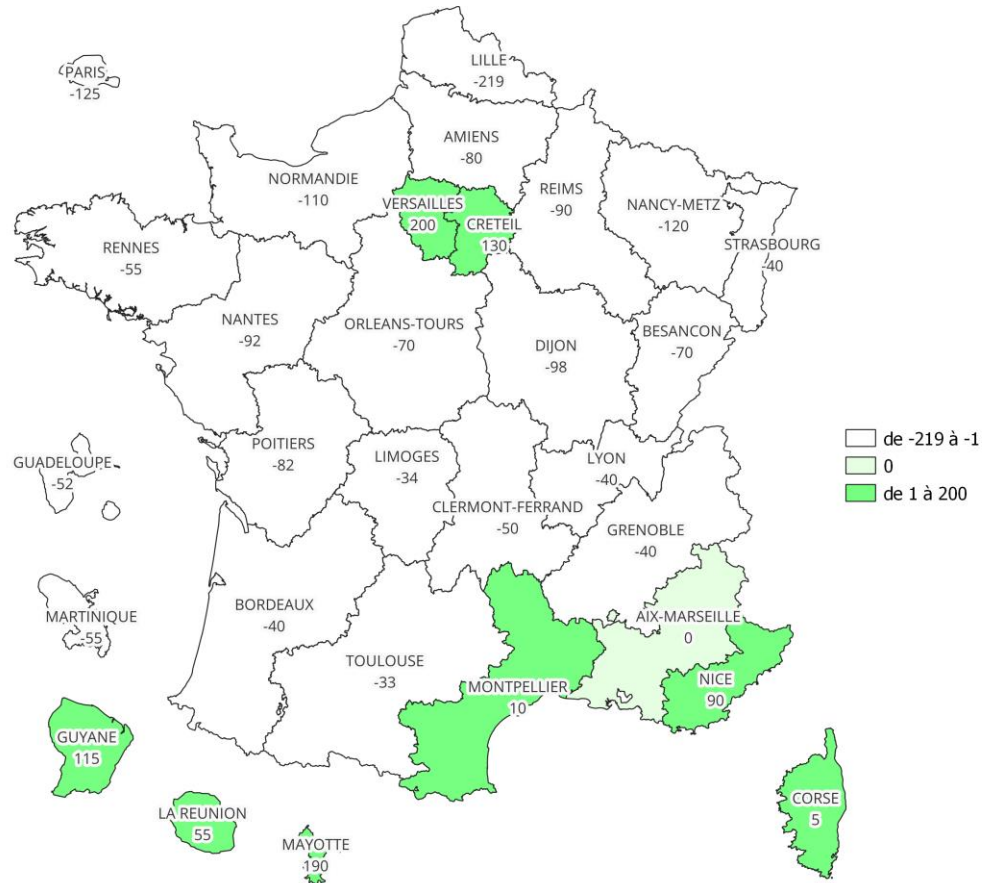 LILLE
-219
PARIS
-125
AMIENS
-80
NORMANDIE
-110
REIMS
-90
NANCY-METZ
-120
VERSAILLES
200
CRETEIL
130
STRASBOURG
-40
RENNES
-55
NANTES
-92
ORLEANS-TOURS
-70
DIJON
-98
BESANCON
-70
de -219 à -1
0
de 1 à 200
POITIERS
-82
LIMOGES
-34
LYON
-40
GUADELOUPE
-52
CLERMONT-FERRAND
-50
GRENOBLE
-40
BORDEAUX
-40
MARTINIQUE
-55
AIX-MARSEILLE
0
TOULOUSE
-33
MONTPELLIER
10
NICE
90
GUYANE
115
LA REUNION
55
CORSE
5
MAYOTTE
190